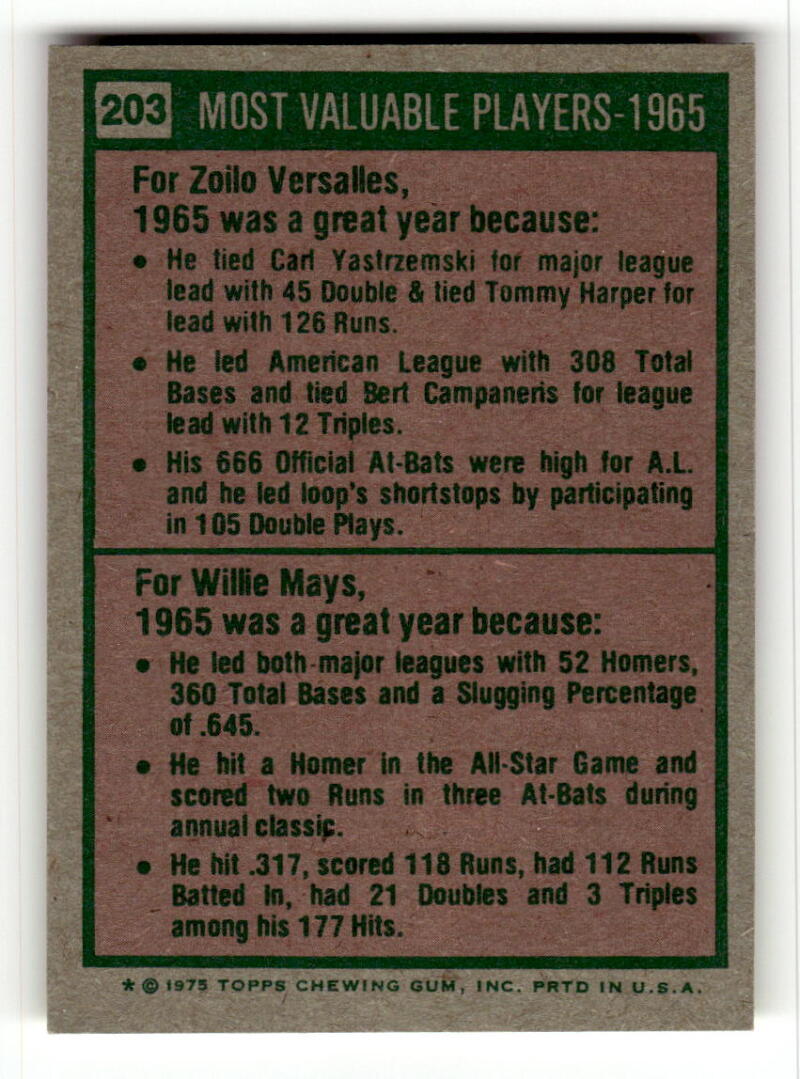 203 MOST VALUABLE PLAYERS-1965
For Zoilo Versalles,
1965 was a great year because:
• He tied Carl Yastrzemski for major league
lead with 45 Double & tied Tommy Harper for
lead with 126 Runs.
• He led American League with 308 Total
Bases and tied Bert Campaneris for league
lead with 12 Triples.
• His 666 Official At-Bats were high for A.L.
and he led loop's shortstops by participating
in 105 Double Plays.
For Willie Mays,
1965 was a great year because:
• He led both major leagues with 52 Homers,
360 Total Bases and a Slugging Percentage
of .645.
• He hit a Homer in the All-Star Game and
scored two Runs in three At-Bats during
annual classic.
• He hit .317, scored 118 Runs, had 112 Runs
Batted In, had 21 Doubles and 3 Triples
among his 177 Hits.
* © 1975 TOPPS CHEWING GUM, INC. PRTD IN U.S.A.